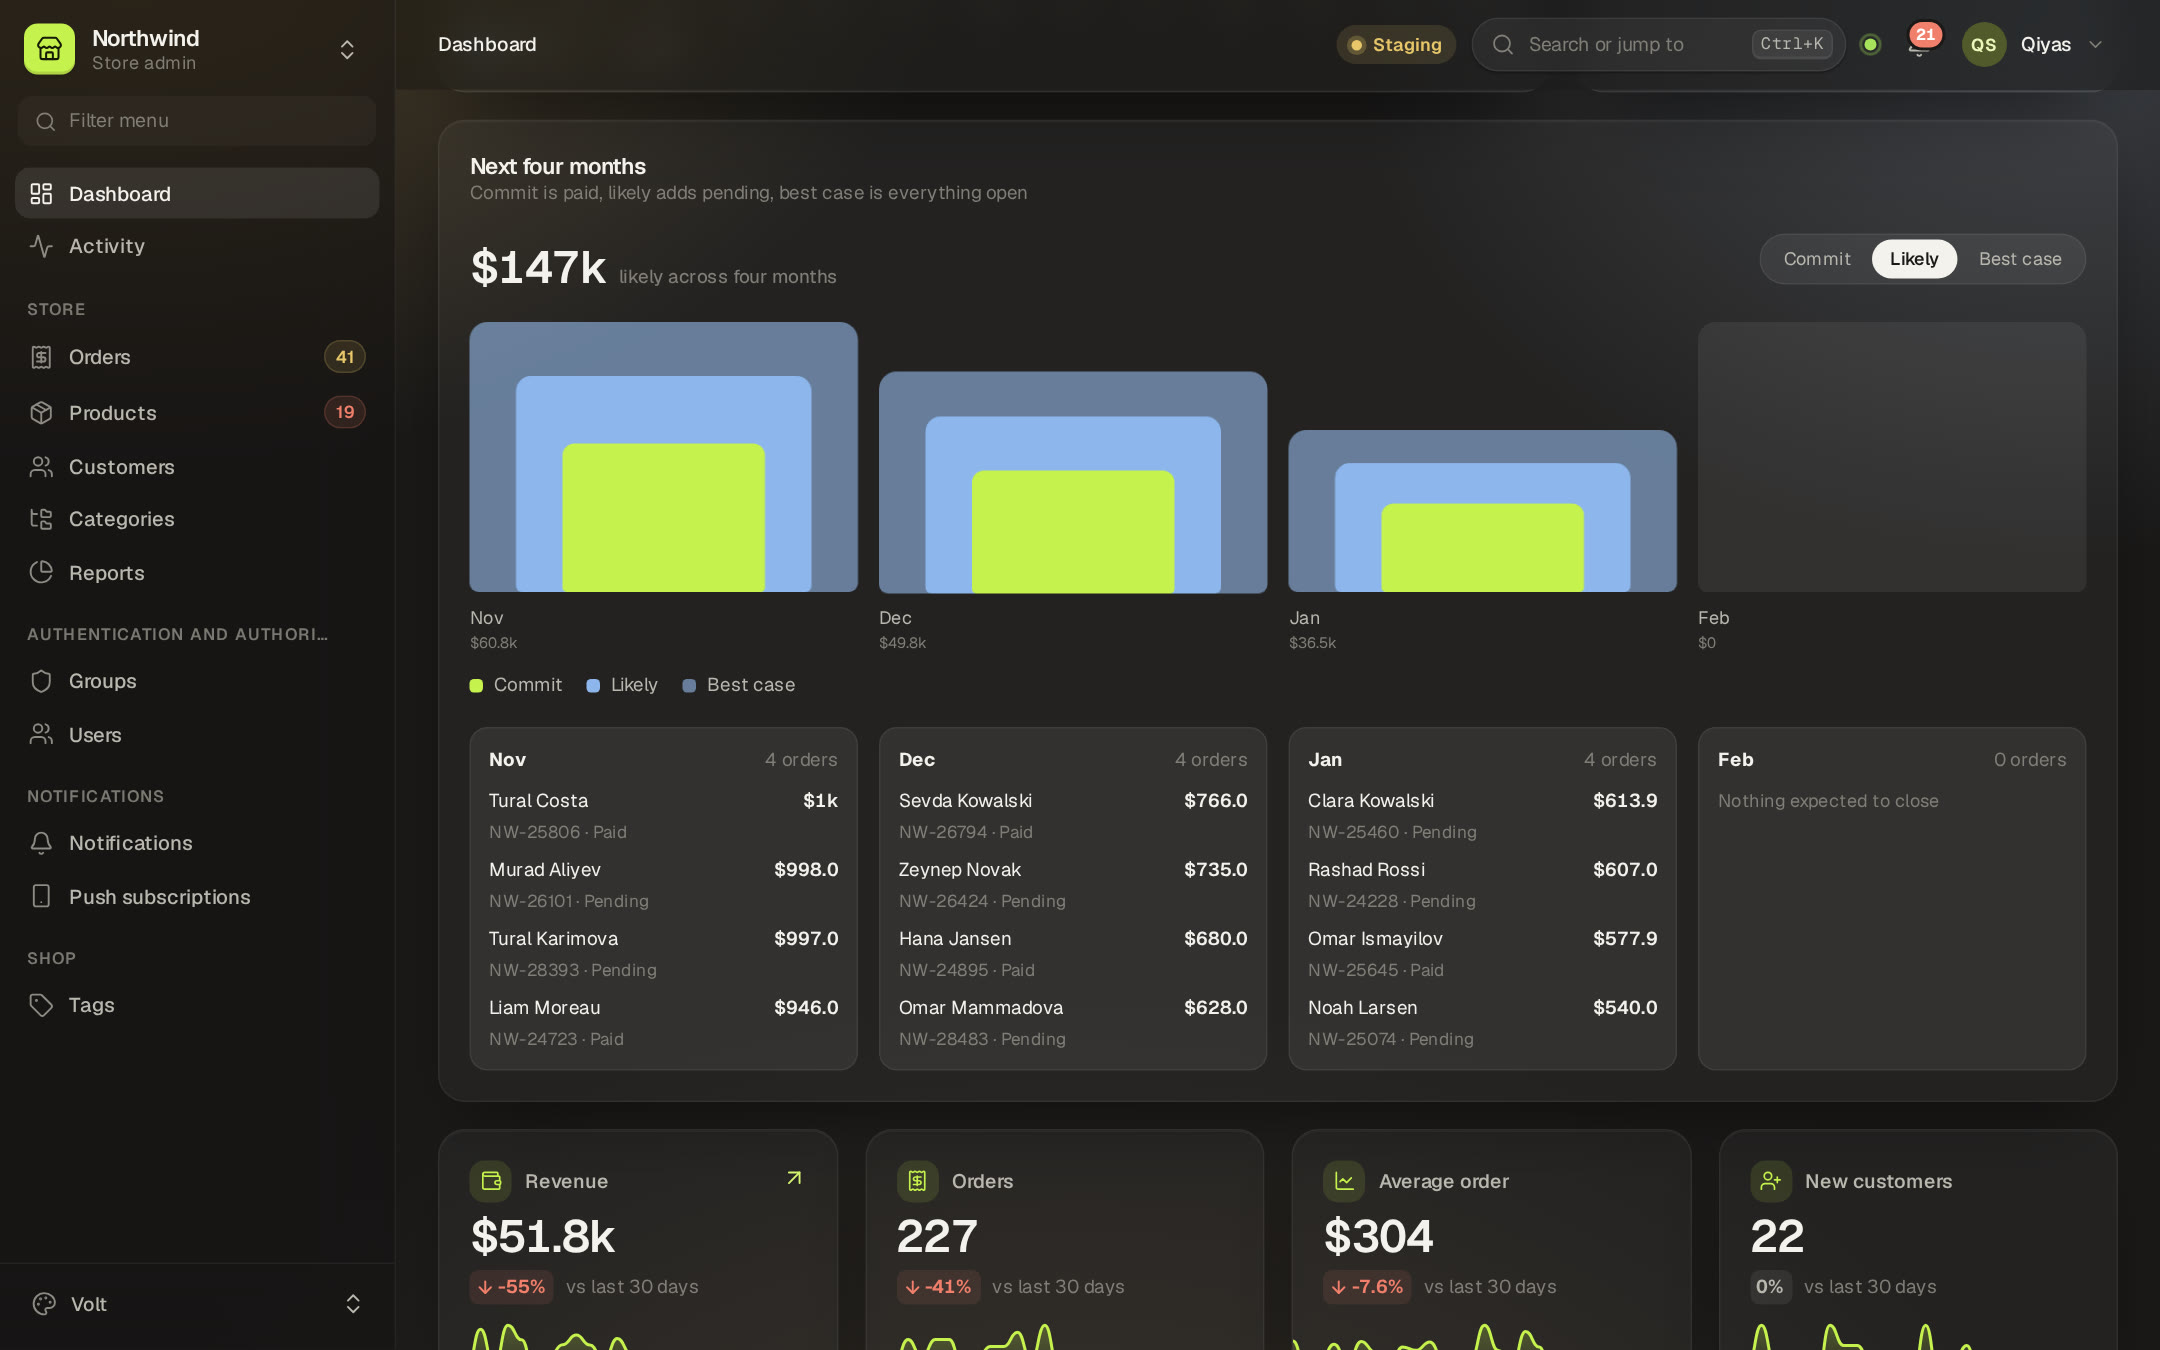 Northwind
Store admin
Filter menu
Dashboard
Activity
STORE
Orders 41
Products 19
Customers
Categories
Reports
AUTHENTICATION AND AUTHORI…
Groups
Users
NOTIFICATIONS
Notifications
Push subscriptions
SHOP
Tags
Volt
Dashboard
Staging
Search or jump to Ctrl+K
21
QS Qiyas
Next four months
Commit is paid, likely adds pending, best case is everything open
$147k likely across four months
Commit Likely Best case
Nov
$60.8k
Dec
$49.8k
Jan
$36.5k
Feb
$0
Commit Likely Best case
Nov 4 orders
Tural Costa $1k
NW-25806 · Paid
Murad Aliyev $998.0
NW-26101 · Pending
Tural Karimova $997.0
NW-28393 · Pending
Liam Moreau $946.0
NW-24723 · Paid
Dec 4 orders
Sevda Kowalski $766.0
NW-26794 · Paid
Zeynep Novak $735.0
NW-26424 · Pending
Hana Jansen $680.0
NW-24895 · Paid
Omar Mammadova $628.0
NW-28483 · Pending
Jan 4 orders
Clara Kowalski $613.9
NW-25460 · Pending
Rashad Rossi $607.0
NW-24228 · Pending
Omar Ismayilov $577.9
NW-25645 · Paid
Noah Larsen $540.0
NW-25074 · Pending
Feb 0 orders
Nothing expected to close
Revenue
$51.8k
-55% vs last 30 days
Orders
227
-41% vs last 30 days
Average order
$304
-7.6% vs last 30 days
New customers
22
0% vs last 30 days